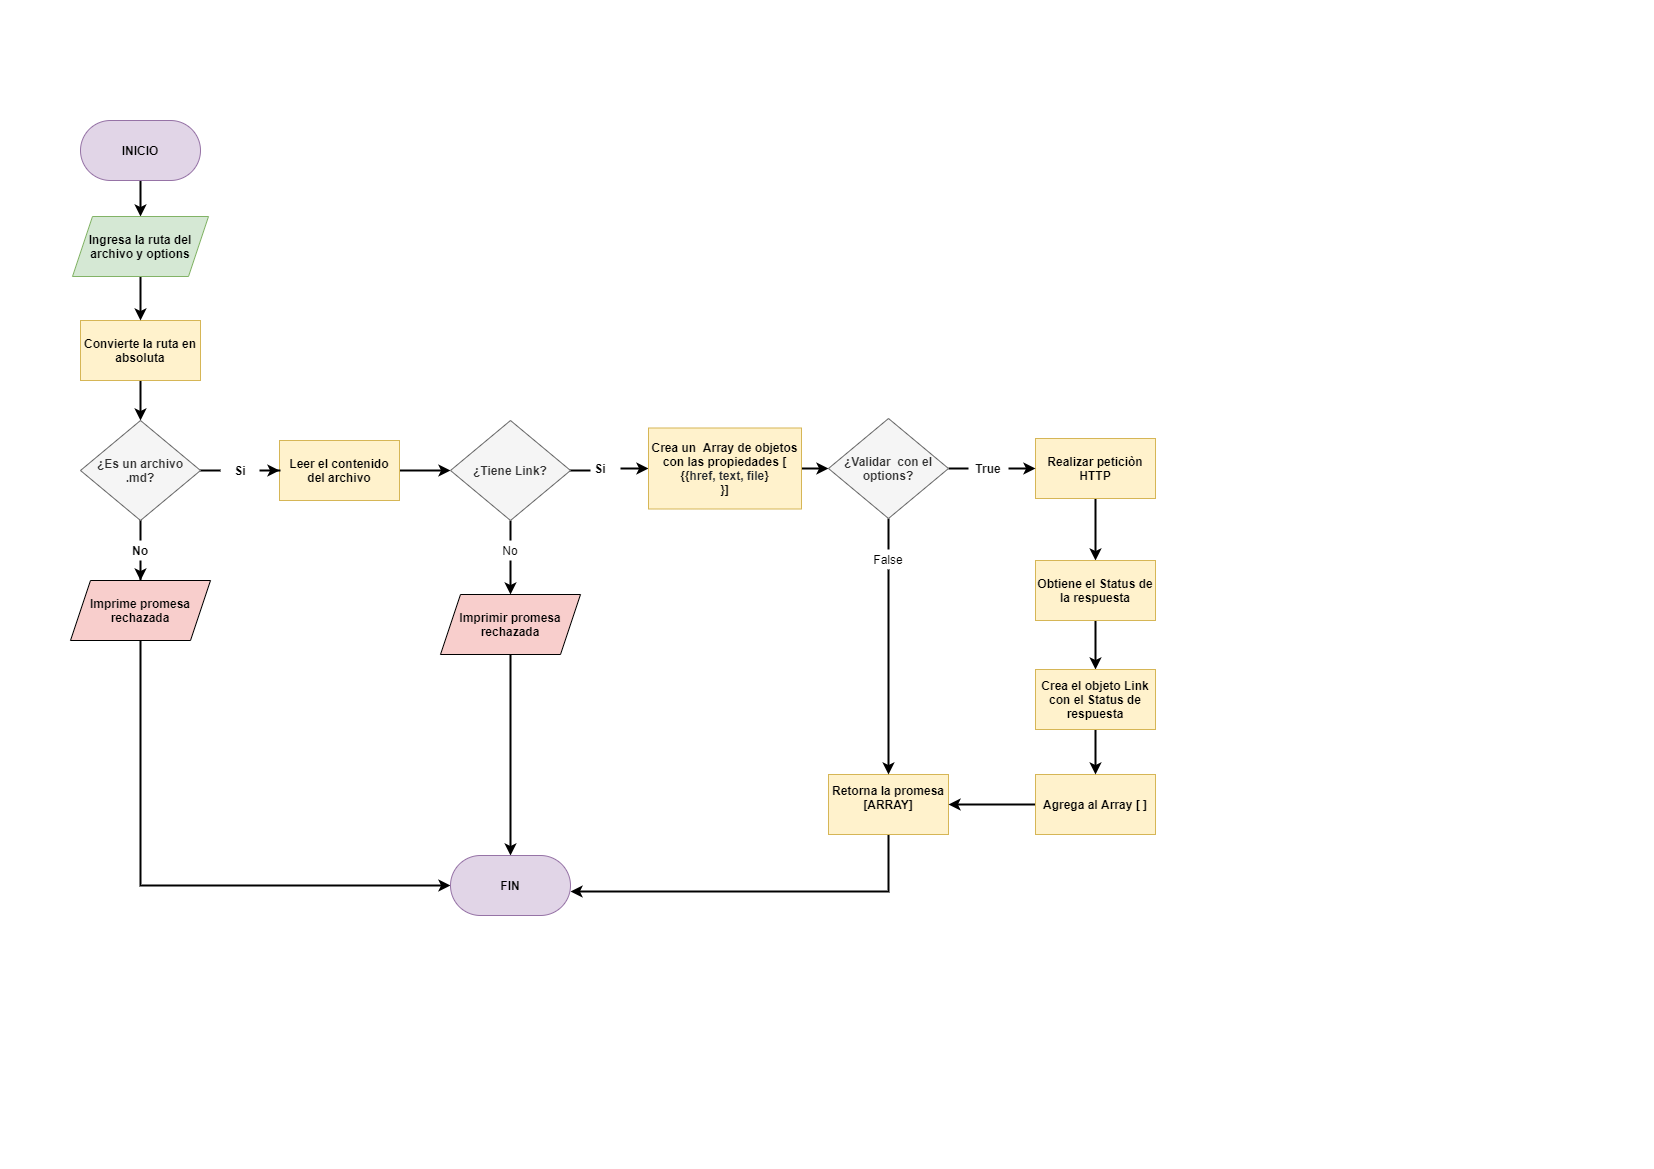 INICIO
Ingresa la ruta del
archivo y options
Convierte la ruta en
absoluta
¿Es un archivo
.md?
Si
Leer el contenido
del archivo
¿Tiene Link?
Si
Crea un  Array de objetos
con las propiedades [
{{href, text, file}
}]
¿Validar  con el
options?
True
Realizar petición
HTTP
No
No
False
Obtiene el Status de
la respuesta
Imprime promesa
rechazada
Imprimir promesa
rechazada
Crea el objeto Link
con el Status de
respuesta
Retorna la promesa
[ARRAY]
Agrega al Array [ ]
FIN